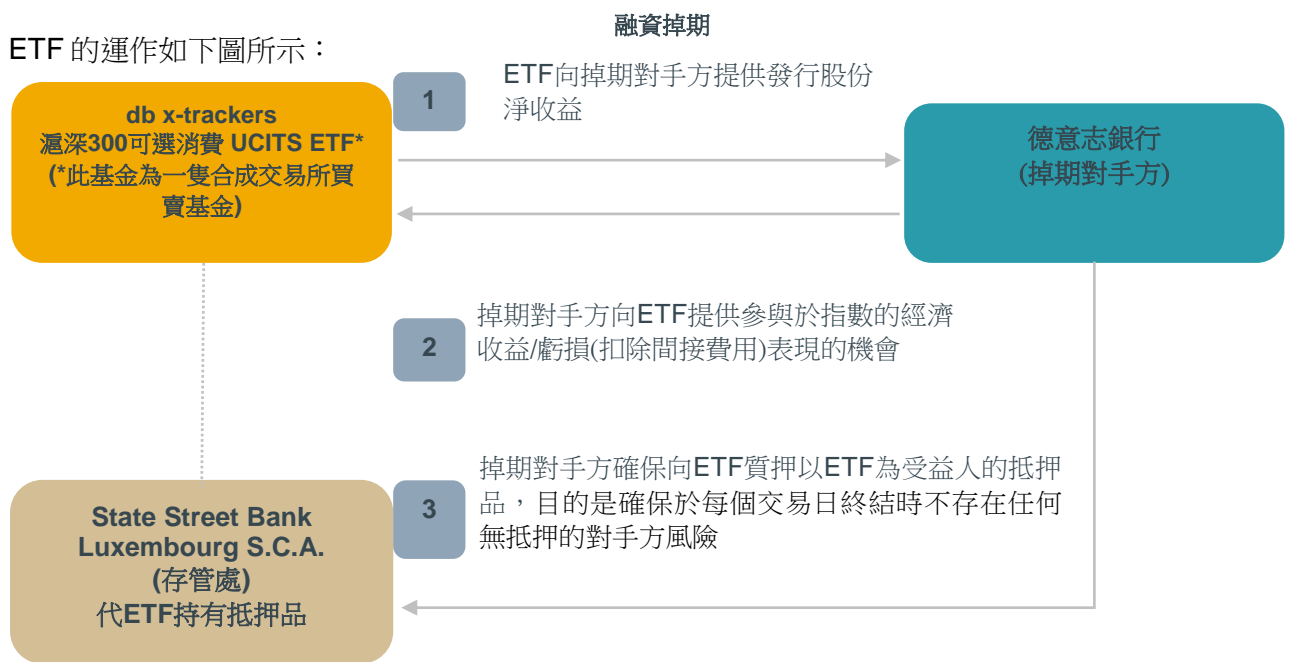 融資掉期
ETF 的運作如下圖所示：
1
ETF向掉期對手方提供發行股份
淨收益
db x-trackers
滬深300可選消費 UCITS ETF*
(*此基金為一隻合成交易所買
賣基金)
德意志銀行
(掉期對手方)
2
掉期對手方向ETF提供參與於指數的經濟
收益/虧損(扣除間接費用)表現的機會
3
掉期對手方確保向ETF質押以ETF為受益人的抵押
品，目的是確保於每個交易日終結時不存在任何
無抵押的對手方風險
State Street Bank
Luxembourg S.C.A.
(存管處)
代ETF持有抵押品